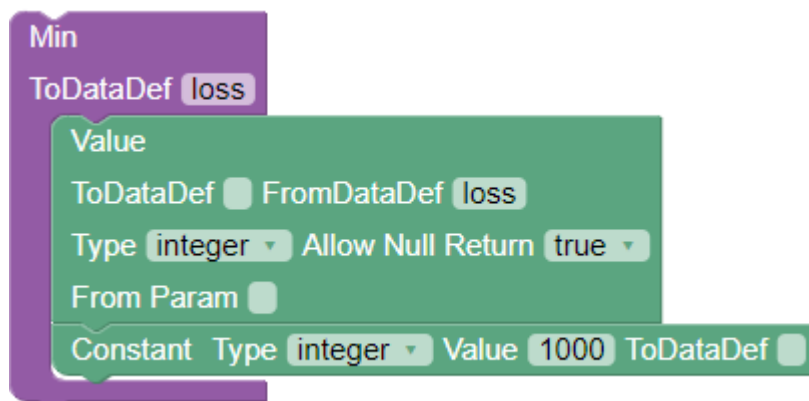 Min
ToDataDef loss
Value
ToDataDef FromDataDef loss
Type integer Allow Null Return true
From Param
Constant Type integer Value 1000 ToDataDef